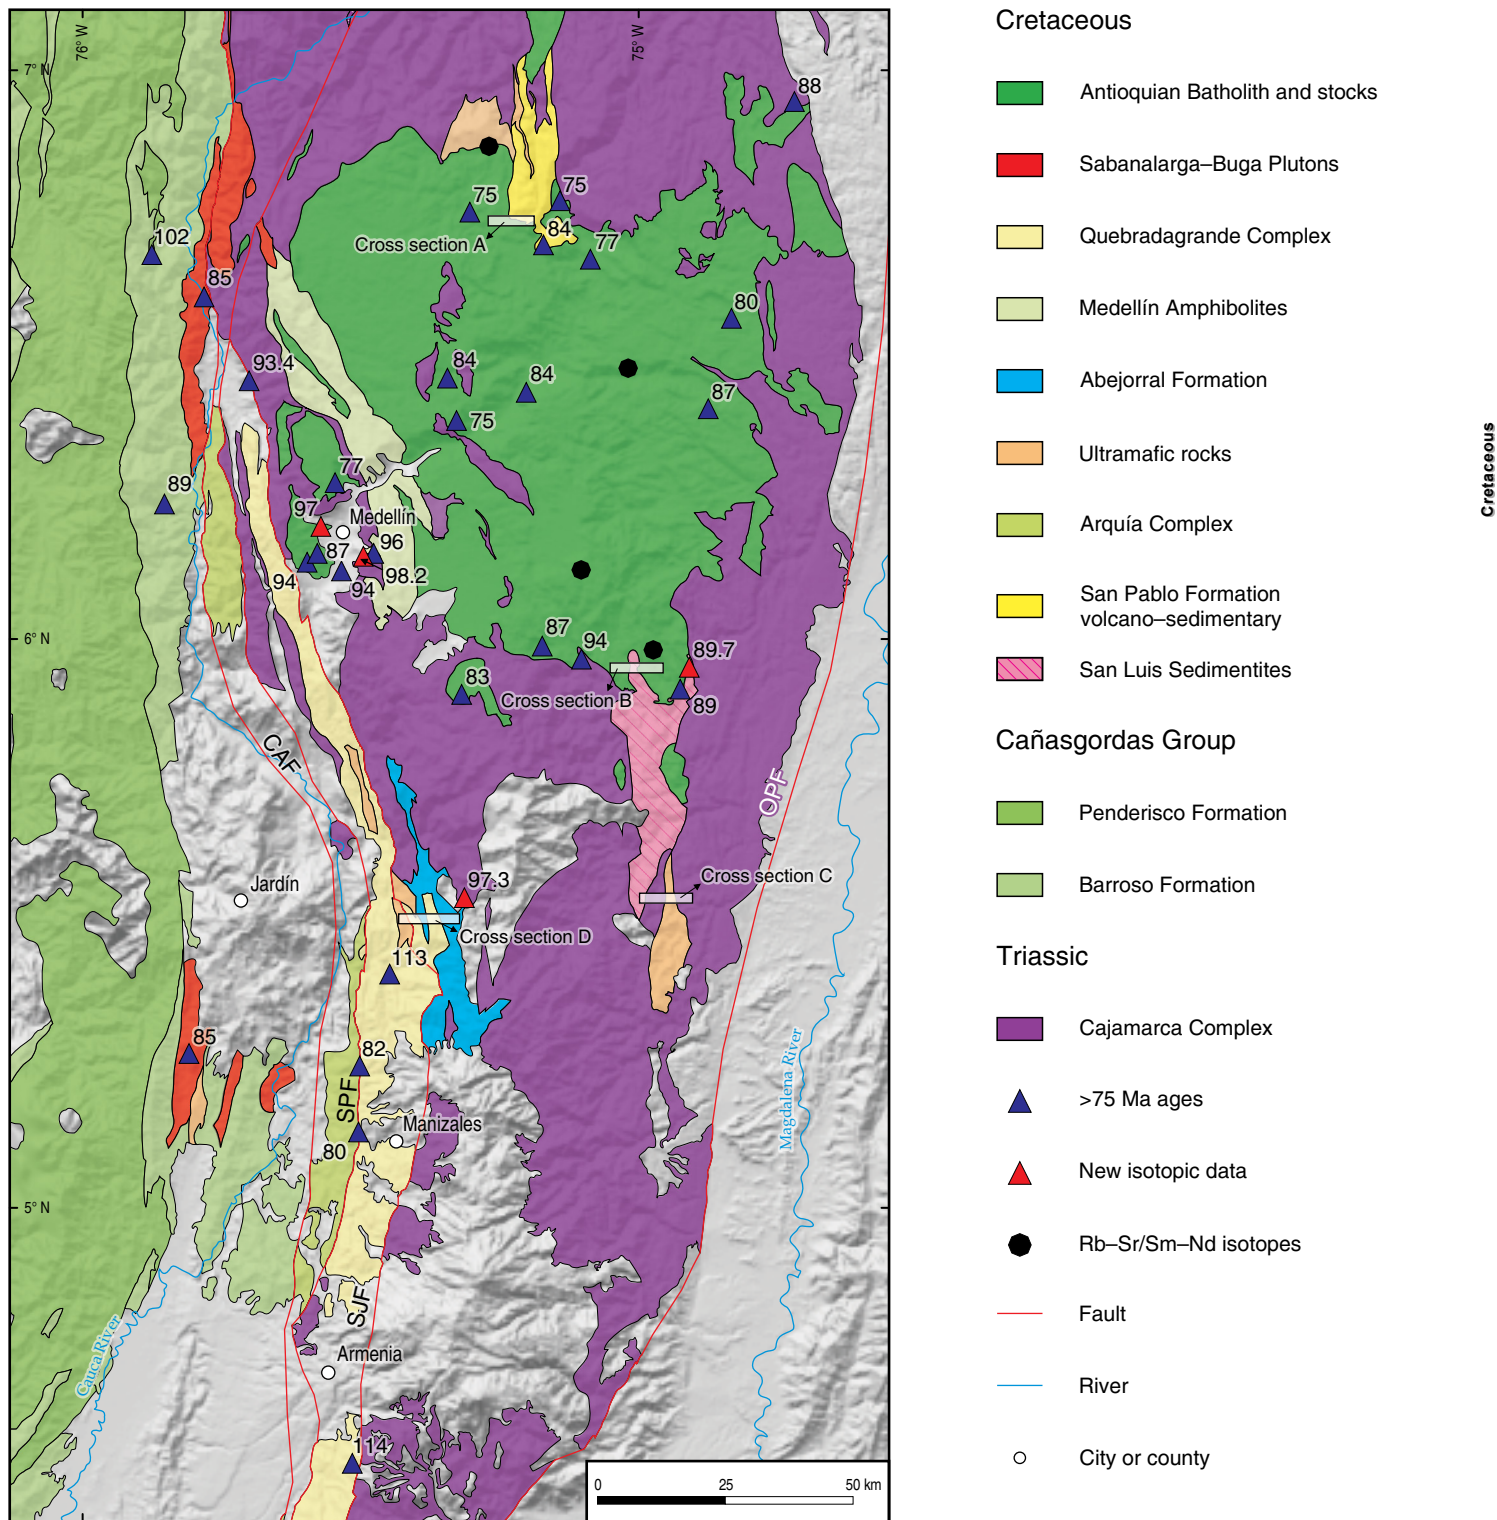 76° W
75° W
7° N
88
75
75
Cross section A
84
77
102
85
80
93.4
84
84
87
75
77
89
97
Medellín
87
96
94
94
98.2
6° N
87
94
89.7
83
Cross section B
89
CAF
OPF
Jardín
97.3
Cross section C
Cross section D
113
85
82
SPF
Manizales
80
Magdalena River
5° N
SJF
Armenia
Cauca River
114
0 25 50 km
Cretaceous
Antioquian Batholith and stocks
Sabanalarga–Buga Plutons
Quebradagrande Complex
Medellín Amphibolites
Abejorral Formation
Ultramafic rocks
Arquía Complex
San Pablo Formation
volcano–sedimentary
San Luis Sedimentites
Cañasgordas Group
Penderisco Formation
Barroso Formation
Triassic
Cajamarca Complex
>75 Ma ages
New isotopic data
Rb–Sr/Sm–Nd isotopes
Fault
River
City or county
Cretaceous